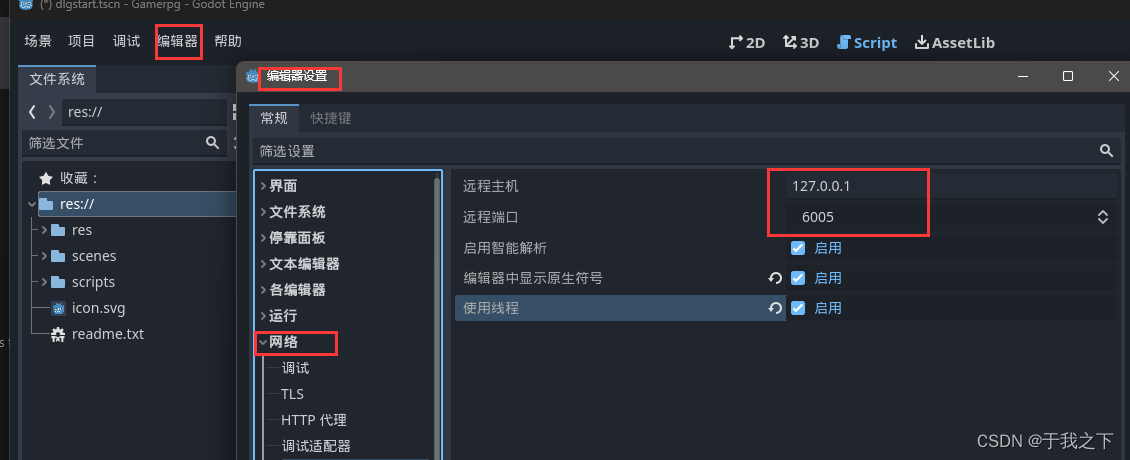 (*) dlgstart.tscn - Gamerpg - Godot Engine
场景 项目 调试 编辑器 帮助
2D 3D Script AssetLib
文件系统
res://
筛选文件
收藏：
res://
res
scenes
scripts
icon.svg
readme.txt
编辑器设置
常规 快捷键
筛选设置
界面
文件系统
停靠面板
文本编辑器
各编辑器
运行
网络
调试
TLS
HTTP 代理
调试适配器
远程主机 127.0.0.1
远程端口 6005
启用智能解析 启用
编辑器中显示原生符号 启用
使用线程 启用
CSDN @于我之下